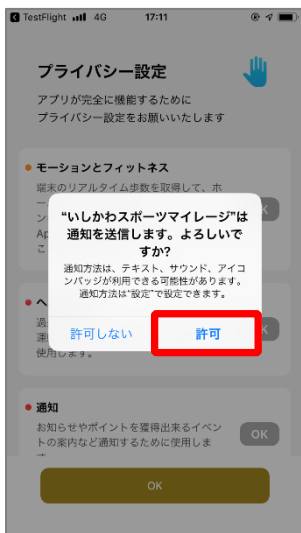 TestFlight 4G 17:11
プライバシー設定
アプリが完全に機能するために
プライバシー設定をお願いいたします
モーションとフィットネス
端末のリアルタイム歩数を取得して、ホ
"いしかわスポーツマイレージ"は
通知を送信します。よろしいで
すか?
通知方法は、テキスト、サウンド、アイコ
ンバッジが利用できる可能性があります。
通知方法は"設定"で設定できます。
許可しない
許可
使用します。
通知
お知らせやポイントを獲得出来るイベン
トの案内など通知するために使用しま
OK
OK